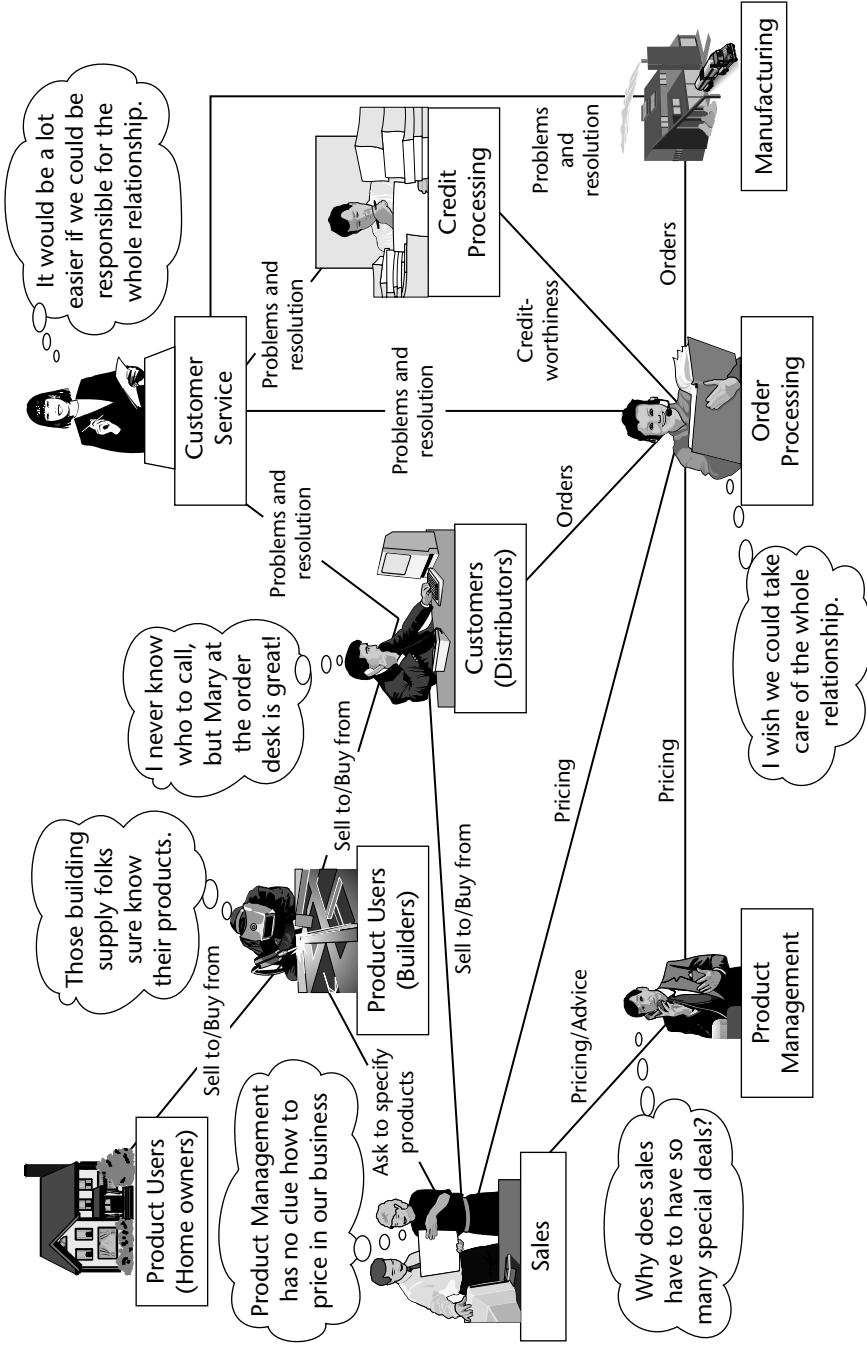 Product Users
(Home owners)
Sell to/Buy from
Those building
supply folks
sure know
their products.
Product Users
(Builders)
Sell to/Buy from
I never know
who to call,
but Mary at
the order
desk is great!
Customers
(Distributors)
Problems and
resolution
It would be a lot
easier if we could be
responsible for the
whole relationship.
Customer
Service
Problems and
resolution
Problems and
resolution
Credit
Processing
Problems
and
resolution
Manufacturing
Product Management
has no clue how to
price in our business
Ask to specify
products
Sell to/Buy from
Sales
Orders
Credit-
worthiness
Orders
Pricing
Pricing
Pricing/Advice
Why does sales
have to have so
many special deals?
Product
Management
I wish we could take
care of the whole
relationship.
Order
Processing